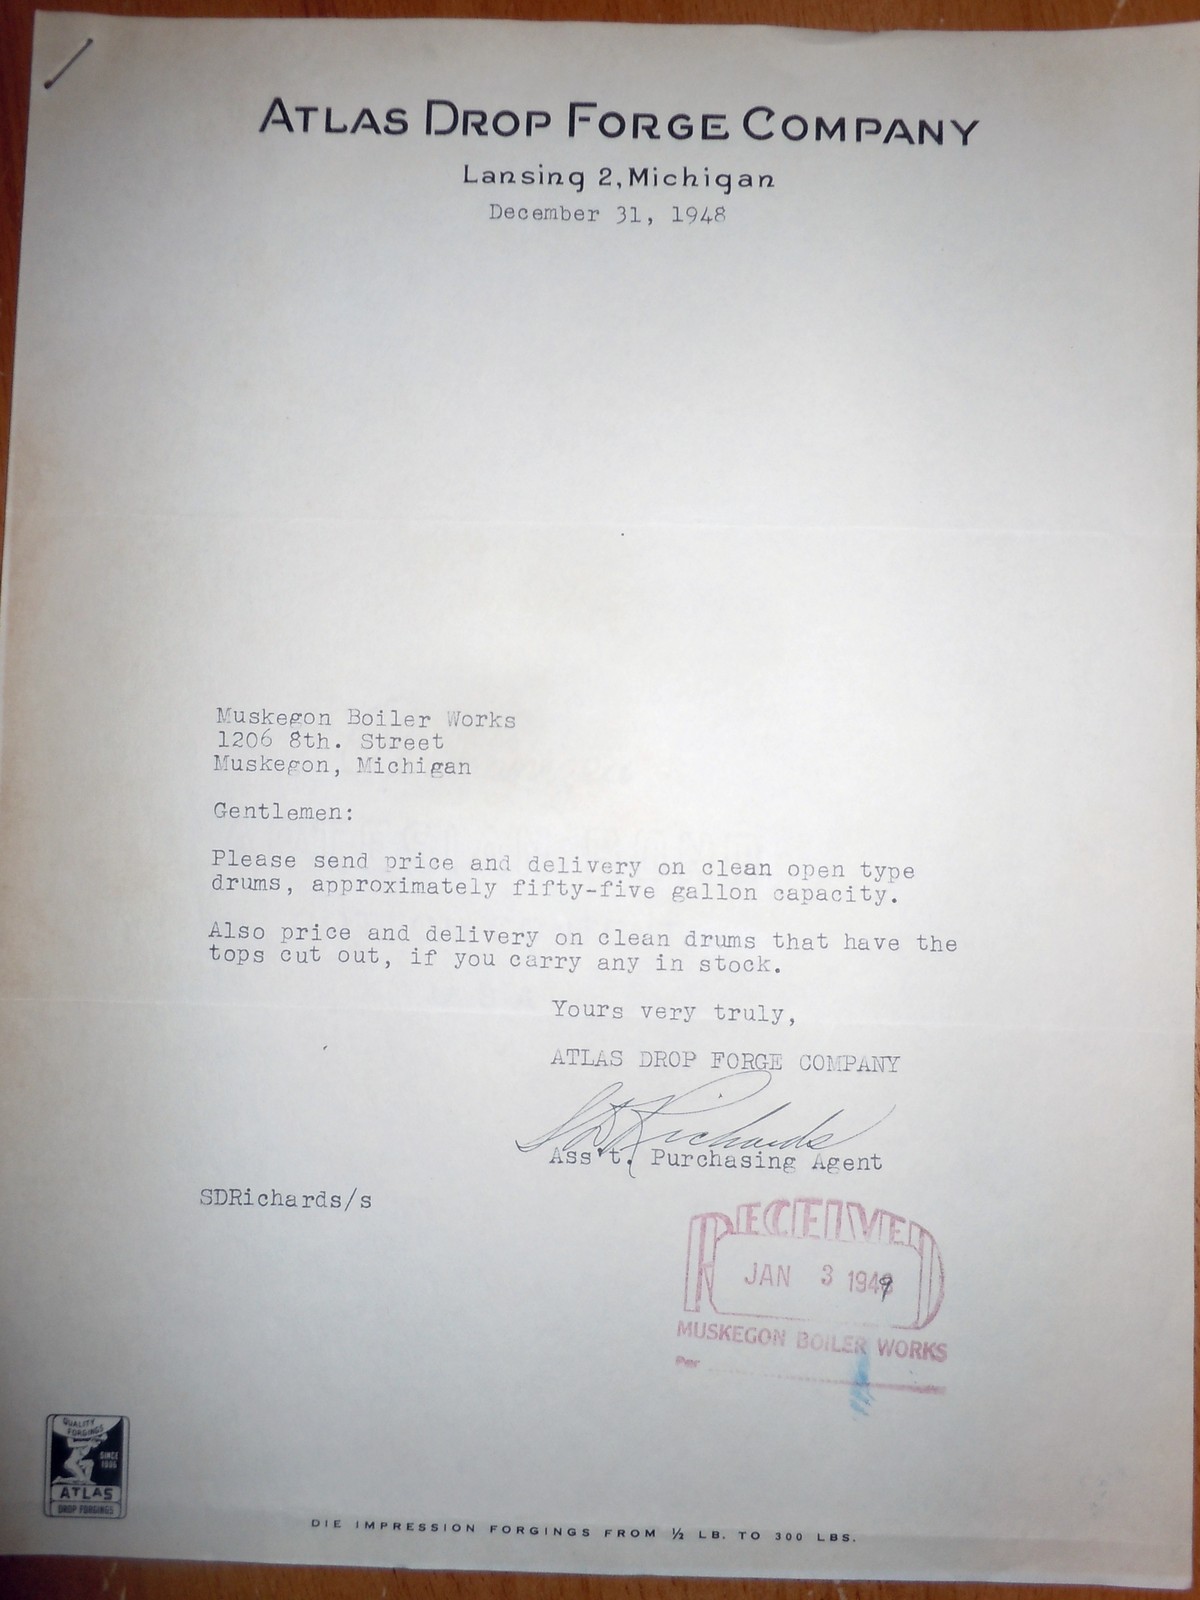 ATLAS DROP FORGE COMPANY
Lansing 2, Michigan
December 31, 1948
Muskegon Boiler Works
1206 8th. Street
Muskegon, Michigan
Gentlemen:
Please send price and delivery on clean open type
drums, approximately fifty-five gallon capacity.
Also price and delivery on clean drums that have the
tops cut out, if you carry any in stock.
Yours very truly,
ATLAS DROP FORGE COMPANY
SDRichards
Ass't. Purchasing Agent
SDRichards/s
RECEIVED
JAN 3 1949
MUSKEGON BOILER WORKS
Per
QUALITY
FORGINGS
SINCE
1906
ATLAS
DROP FORGINGS
DIE IMPRESSION FORGINGS FROM ½ LB. TO 300 LBS.